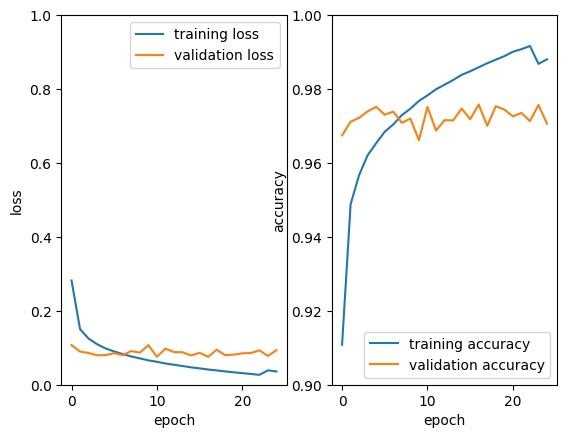 training loss
validation loss
1.0
0.8
0.6
0.4
0.2
0.0
loss
0
10
20
epoch
1.00
0.98
0.96
0.94
0.92
0.90
accuracy
training accuracy
validation accuracy
0
10
20
epoch